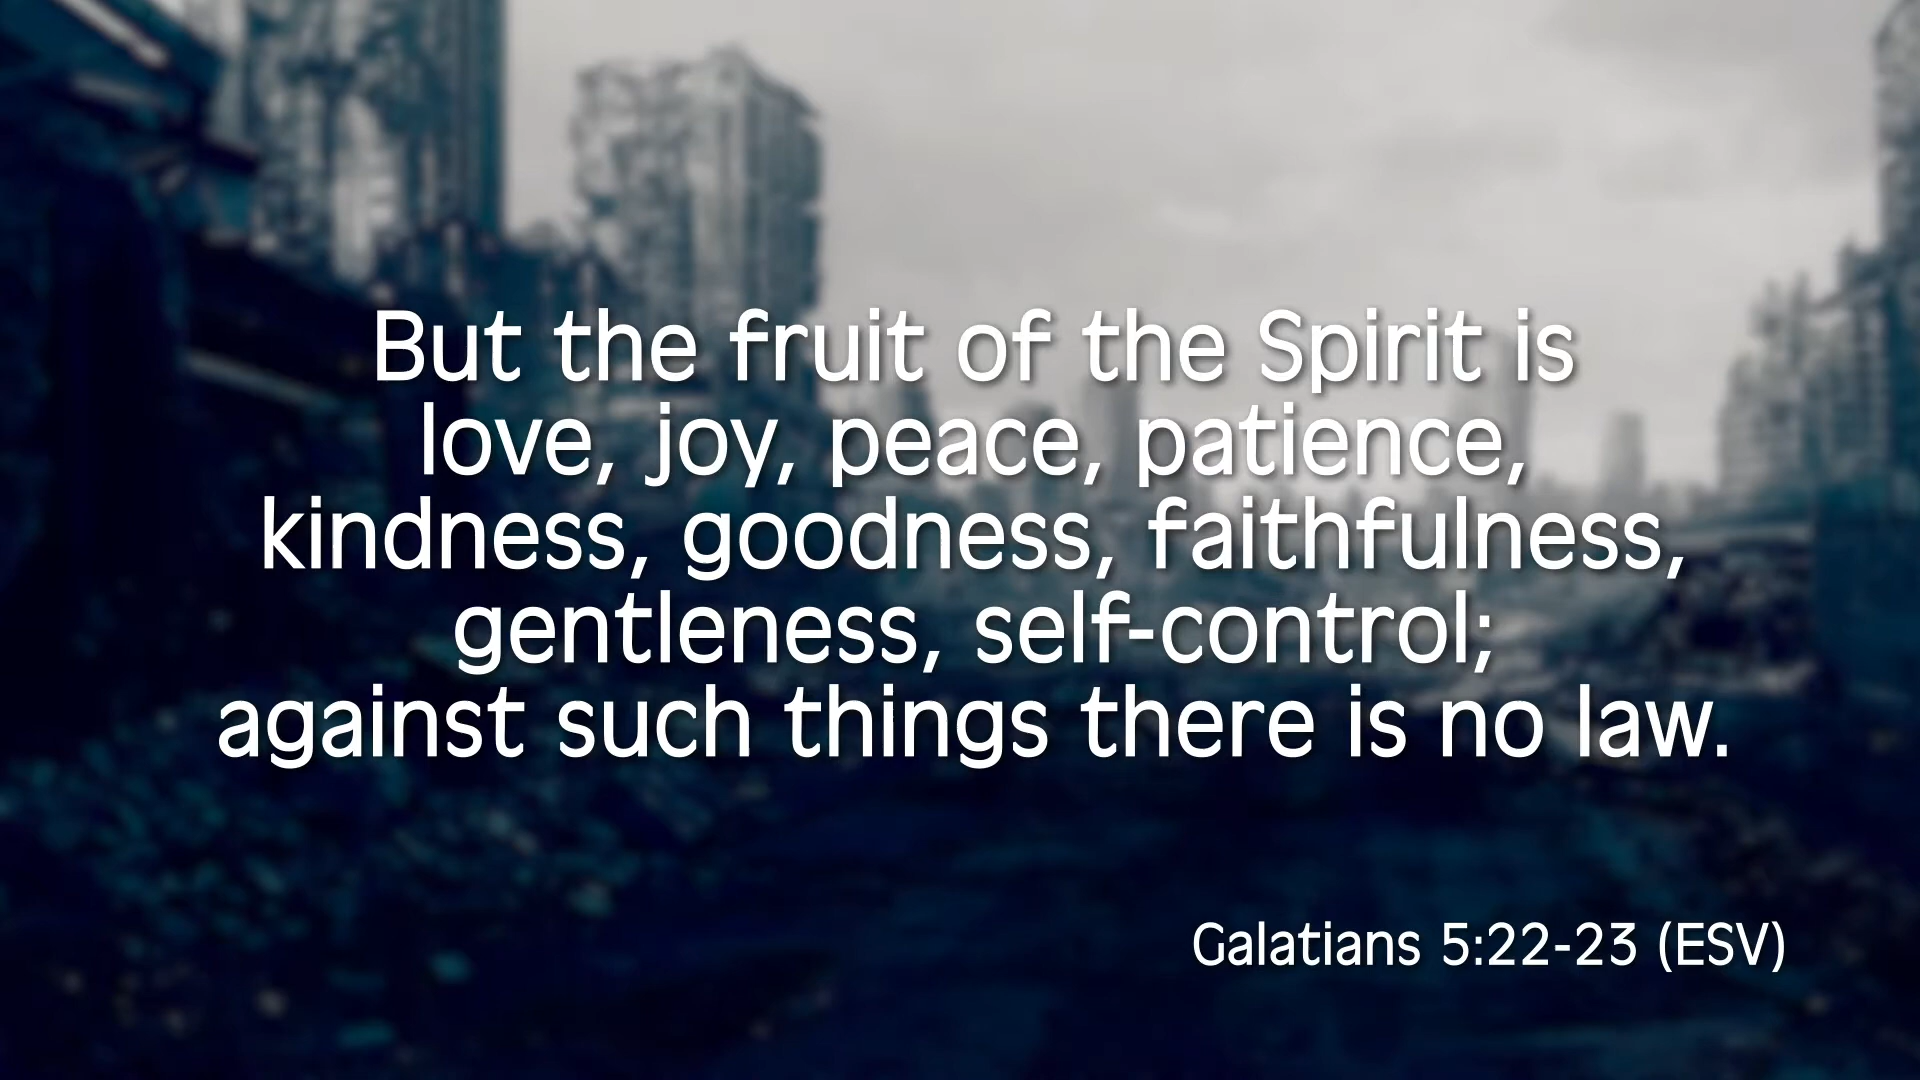 But the fruit of the Spirit is
love, joy, peace, patience,
kindness, goodness, faithfulness,
gentleness, self-control;
against such things there is no law.
Galatians 5:22-23 (ESV)